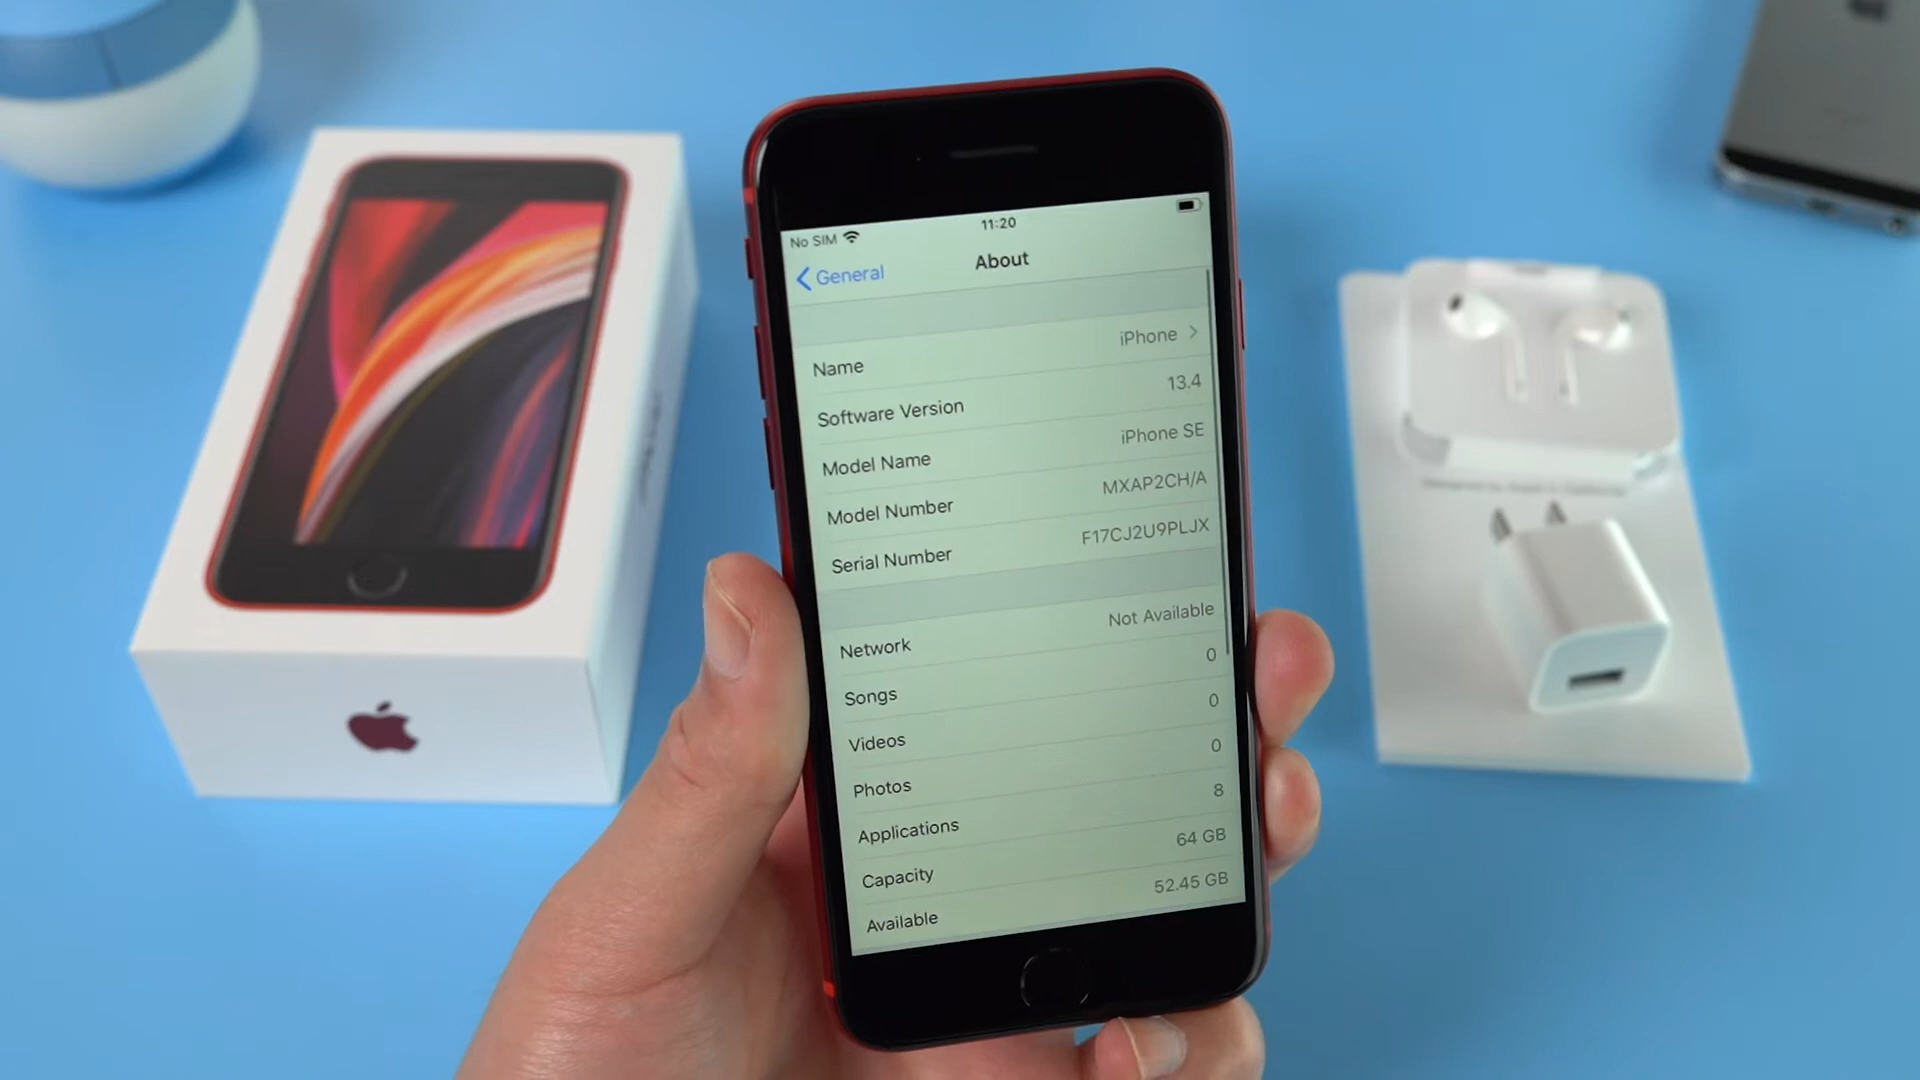 No SIM 11:20
General About
Name iPhone
Software Version 13.4
Model Name iPhone SE
Model Number MXAP2CH/A
Serial Number F17CJ2U9PLJX
Network Not Available
Songs 0
Videos 0
Photos 0
Applications 8
Capacity 64 GB
Available 52.45 GB